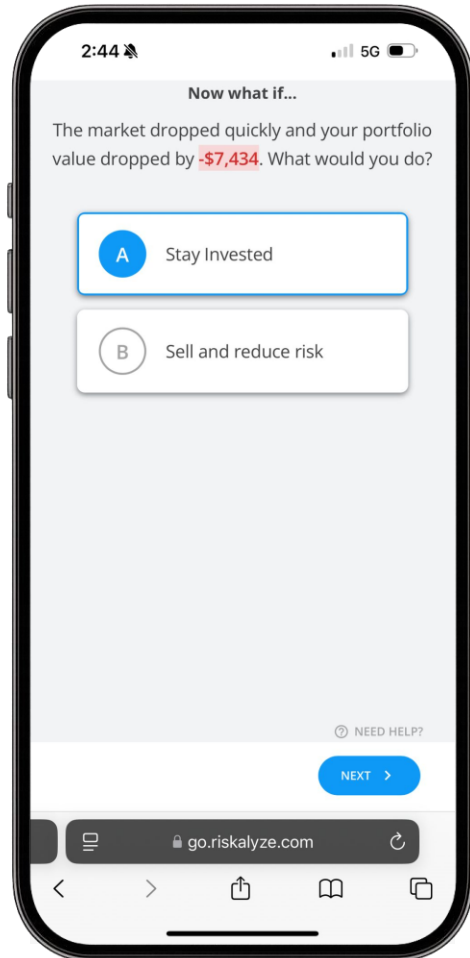 2:44
5G
Now what if...
The market dropped quickly and your portfolio
value dropped by -$7,434. What would you do?
A Stay Invested
B Sell and reduce risk
NEED HELP?
NEXT
go.riskalyze.com